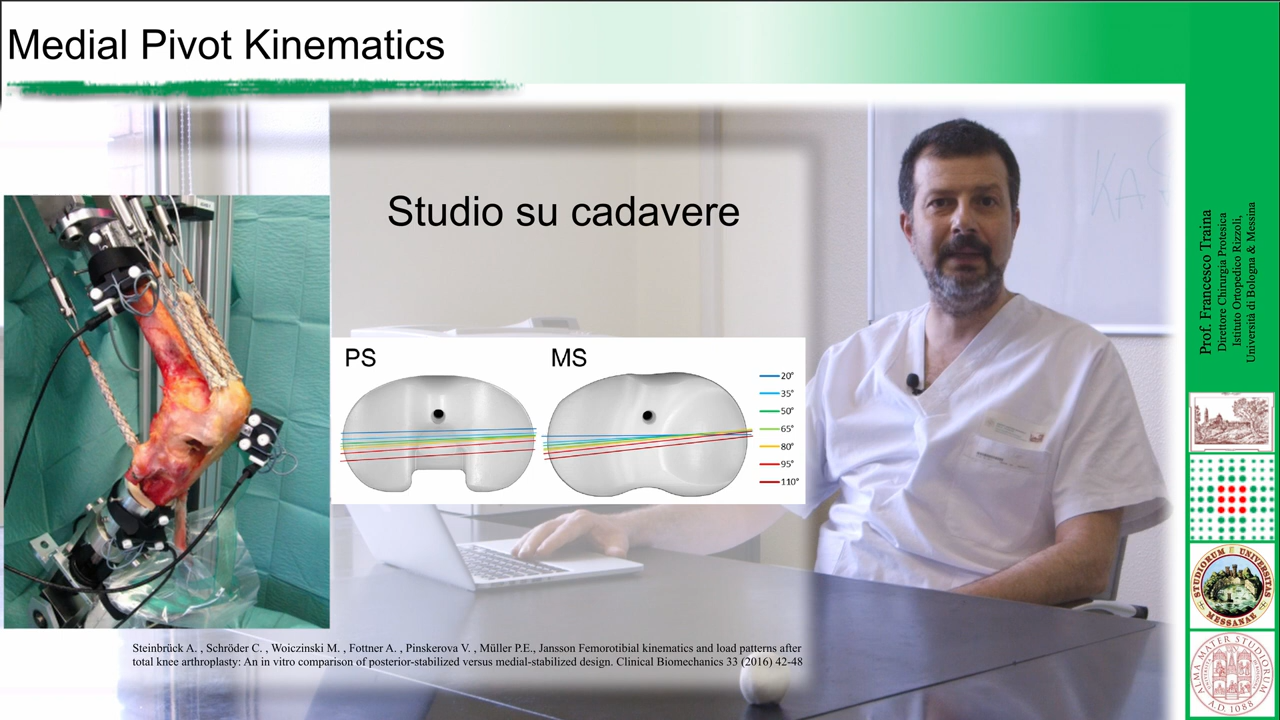 Medial Pivot Kinematics
Studio su cadavere
KA
PS
MS
20°
35°
50°
65°
80°
95°
110°
Steinbrück A. , Schröder C. , Woiczinski M. , Fottner A. , Pinskerova V. , Müller P.E., Jansson Femorotibial kinematics and load patterns after
total knee arthroplasty: An in vitro comparison of posterior-stabilized versus medial-stabilized design. Clinical Biomechanics 33 (2016) 42-48
Prof. Francesco Traina
Direttore Chirurgia Protesica
Istituto Ortopedico Rizzoli,
Università di Bologna & Messina
STUDIORUM E UNIVERSITAS
MESSANAE
ALMA MATER STUDIORUM
A.D. 1088